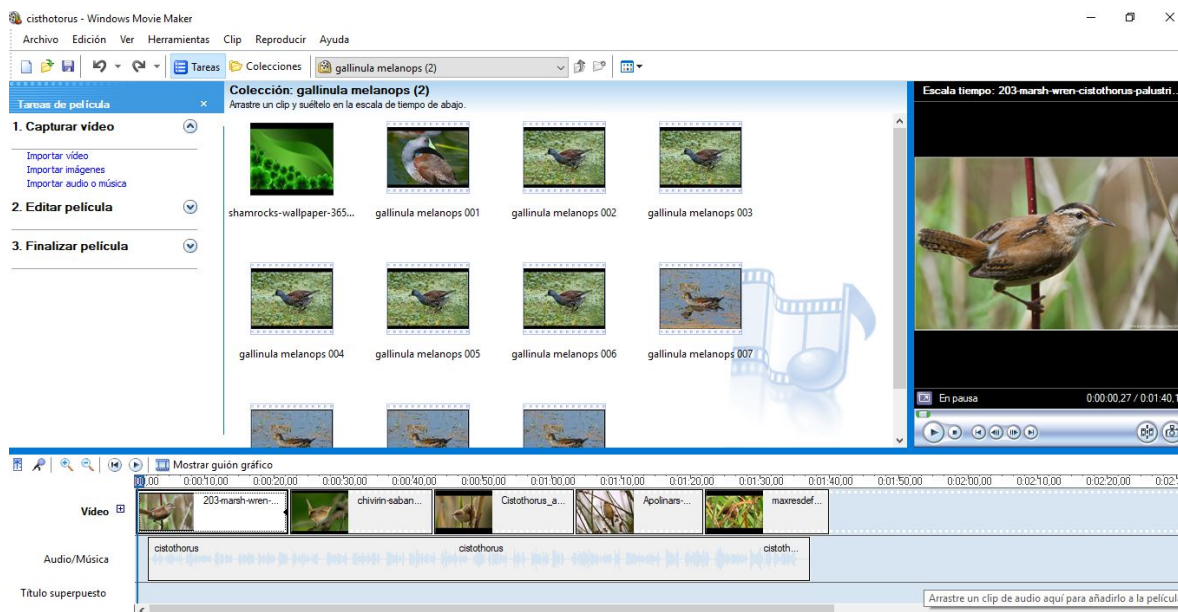 cisthotorus - Windows Movie Maker
Archivo Edición Ver Herramientas Clip Reproducir Ayuda
Tareas Colecciones gallinula melanops (2)
Tareas de película
1. Capturar vídeo
Importar vídeo
Importar imágenes
Importar audio o música
2. Editar película
3. Finalizar película
Colección: gallinula melanops (2)
Arrastre un clip y suéltelo en la escala de tiempo de abajo.
shamrocks-wallpaper-365... gallinula melanops 001 gallinula melanops 002 gallinula melanops 003
gallinula melanops 004 gallinula melanops 005 gallinula melanops 006 gallinula melanops 007
Escala tiempo: 203-marsh-wren-cistothorus-palustri...
En pausa 0:00:00,27 / 0:01:40,1
Mostrar guión gráfico
,00 0:00:10,00 0:00:20,00 0:00:30,00 0:00:40,00 0:00:50,00 0:01:00,00 0:01:10,00 0:01:20,00 0:01:30,00 0:01:40,00 0:01:50,00 0:02:00,00 0:02:10,00 0:02:20,00 0:02:
Vídeo
203-marsh-wren-... chivirin-saban... Cistothorus_a... Apolinars-... maxresdef...
Audio/Música
cistothorus cistothorus cistoth...
Título superpuesto
Arrastre un clip de audio aquí para añadirlo a la película